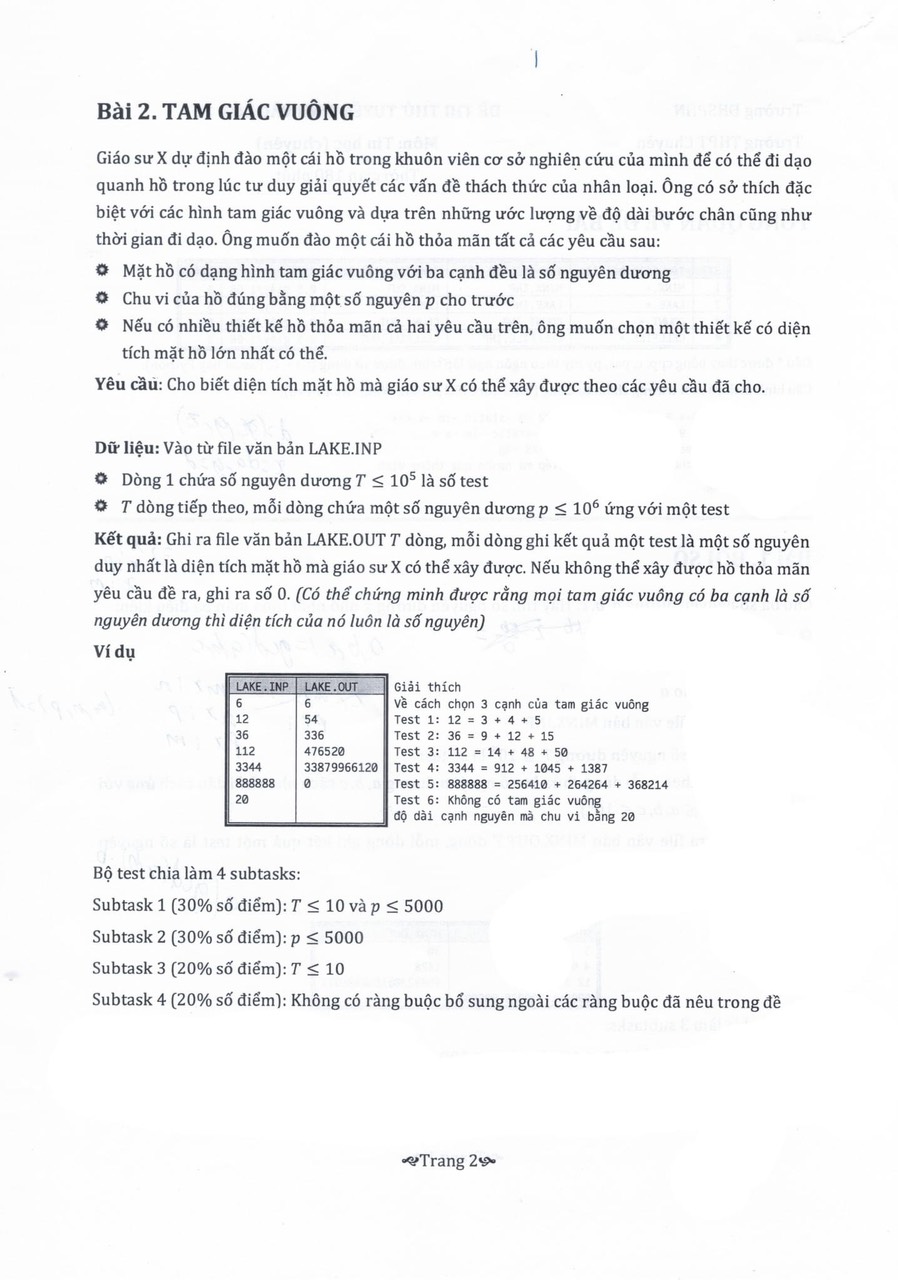 Bài 2. TAM GIÁC VUÔNG
Giáo sư X dự định đào một cái hồ trong khuôn viên cơ sở nghiên cứu của mình để có thể đi dạo
quanh hồ trong lúc tư duy giải quyết các vấn đề thách thức của nhân loại. Ông có sở thích đặc
biệt với các hình tam giác vuông và dựa trên những ước lượng về độ dài bước chân cũng như
thời gian đi dạo. Ông muốn đào một cái hồ thỏa mãn tất cả các yêu cầu sau:
Mặt hồ có dạng hình tam giác vuông với ba cạnh đều là số nguyên dương
Chu vi của hồ đúng bằng một số nguyên p cho trước
Nếu có nhiều thiết kế hồ thỏa mãn cả hai yêu cầu trên, ông muốn chọn một thiết kế có diện
tích mặt hồ lớn nhất có thể.
Yêu cầu: Cho biết diện tích mặt hồ mà giáo sư X có thể xây được theo các yêu cầu đã cho.
Dữ liệu: Vào từ file văn bản LAKE.INP
Dòng 1 chứa số nguyên dương T ≤ 10⁵ là số test
T dòng tiếp theo, mỗi dòng chứa một số nguyên dương p ≤ 10⁶ ứng với một test
Kết quả: Ghi ra file văn bản LAKE.OUT T dòng, mỗi dòng ghi kết quả một test là một số nguyên
duy nhất là diện tích mặt hồ mà giáo sư X có thể xây được. Nếu không thể xây được hồ thỏa mãn
yêu cầu đề ra, ghi ra số 0. (Có thể chứng minh được rằng mọi tam giác vuông có ba cạnh là số
nguyên dương thì diện tích của nó luôn là số nguyên)
Ví dụ
LAKE.INP LAKE.OUT Giải thích
6 6 Về cách chọn 3 cạnh của tam giác vuông
12 54 Test 1: 12 = 3 + 4 + 5
36 336 Test 2: 36 = 9 + 12 + 15
112 476520 Test 3: 112 = 14 + 48 + 50
3344 33879966120 Test 4: 3344 = 912 + 1045 + 1387
888888 0 Test 5: 888888 = 256410 + 264264 + 368214
20 Test 6: Không có tam giác vuông
độ dài cạnh nguyên mà chu vi bằng 20
Bộ test chia làm 4 subtasks:
Subtask 1 (30% số điểm): T ≤ 10 và p ≤ 5000
Subtask 2 (30% số điểm): p ≤ 5000
Subtask 3 (20% số điểm): T ≤ 10
Subtask 4 (20% số điểm): Không có ràng buộc bổ sung ngoài các ràng buộc đã nêu trong đề
Trang 2